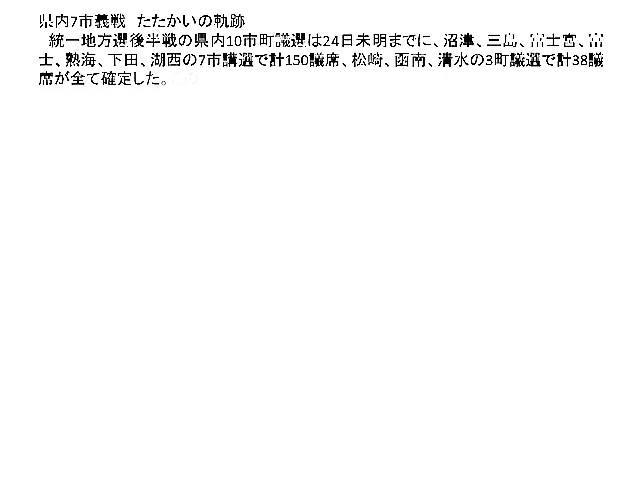 県内7市義戦　たたかいの軌跡
　統一地方選後半戦の県内10市町議選は24日未明までに、沼津、三島、富士宮、富
士、熱海、下田、湖西の7市講選で計150議席、松崎、函南、清水の3町議選で計38議
席が全て確定した。